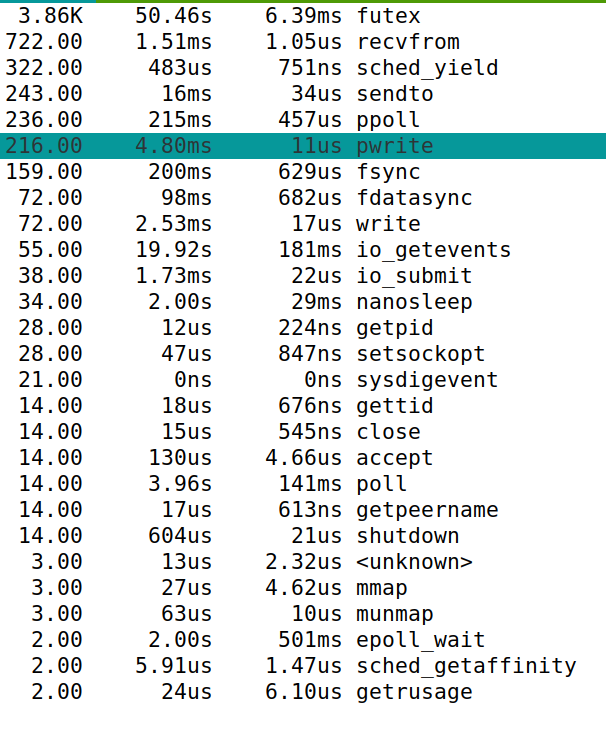 3.86K 50.46s 6.39ms futex
722.00 1.51ms 1.05us recvfrom
322.00 483us 751ns sched_yield
243.00 16ms 34us sendto
236.00 215ms 457us ppoll
216.00 4.80ms 11us pwrite
159.00 200ms 629us fsync
72.00 98ms 682us fdatasync
72.00 2.53ms 17us write
55.00 19.92s 181ms io_getevents
38.00 1.73ms 22us io_submit
34.00 2.00s 29ms nanosleep
28.00 12us 224ns getpid
28.00 47us 847ns setsockopt
21.00 0ns 0ns sysdigevent
14.00 18us 676ns gettid
14.00 15us 545ns close
14.00 130us 4.66us accept
14.00 3.96s 141ms poll
14.00 17us 613ns getpeername
14.00 604us 21us shutdown
3.00 13us 2.32us <unknown>
3.00 27us 4.62us mmap
3.00 63us 10us munmap
2.00 2.00s 501ms epoll_wait
2.00 5.91us 1.47us sched_getaffinity
2.00 24us 6.10us getrusage